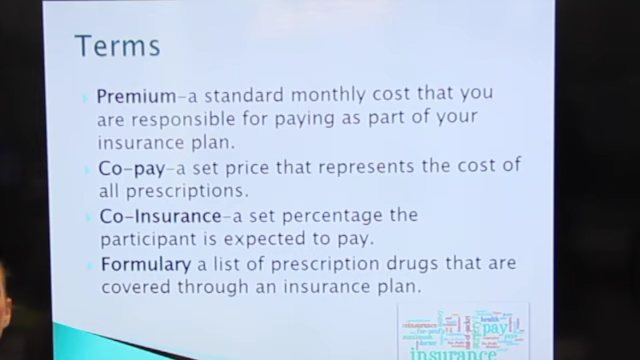 Terms
Premium-a standard monthly cost that you
are responsible for paying as part of your
insurance plan.
Co-pay-a set price that represents the cost of
all prescriptions.
Co-Insurance-a set percentage the
participant is expected to pay.
Formulary a list of prescription drugs that are
covered through an insurance plan.
health
coinsurance
pay
insurance